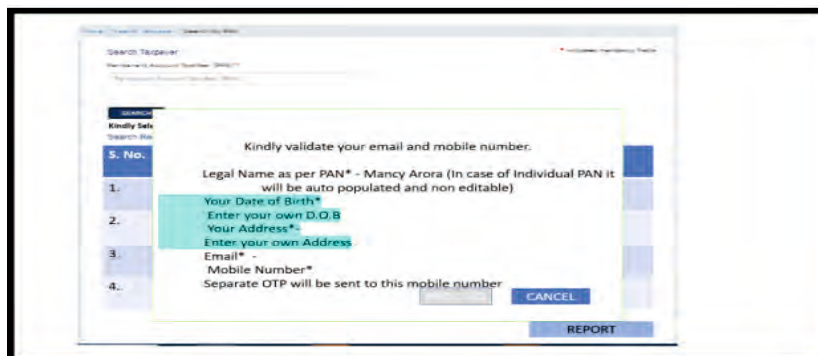 Search Taxpayer
SEARCH
Kindly
S. No.
Kindly validate your email and mobile number.
Legal Name as per PAN* - Mancy Arora (In case of Individual PAN it
will be auto populated and non editable)
1.
Your Date of Birth*
Enter your own D.O.B
2.
Your Address*-
Enter your own Address
3.
Email* -
Mobile Number*
4.
Separate OTP will be sent to this mobile number
CANCEL
REPORT